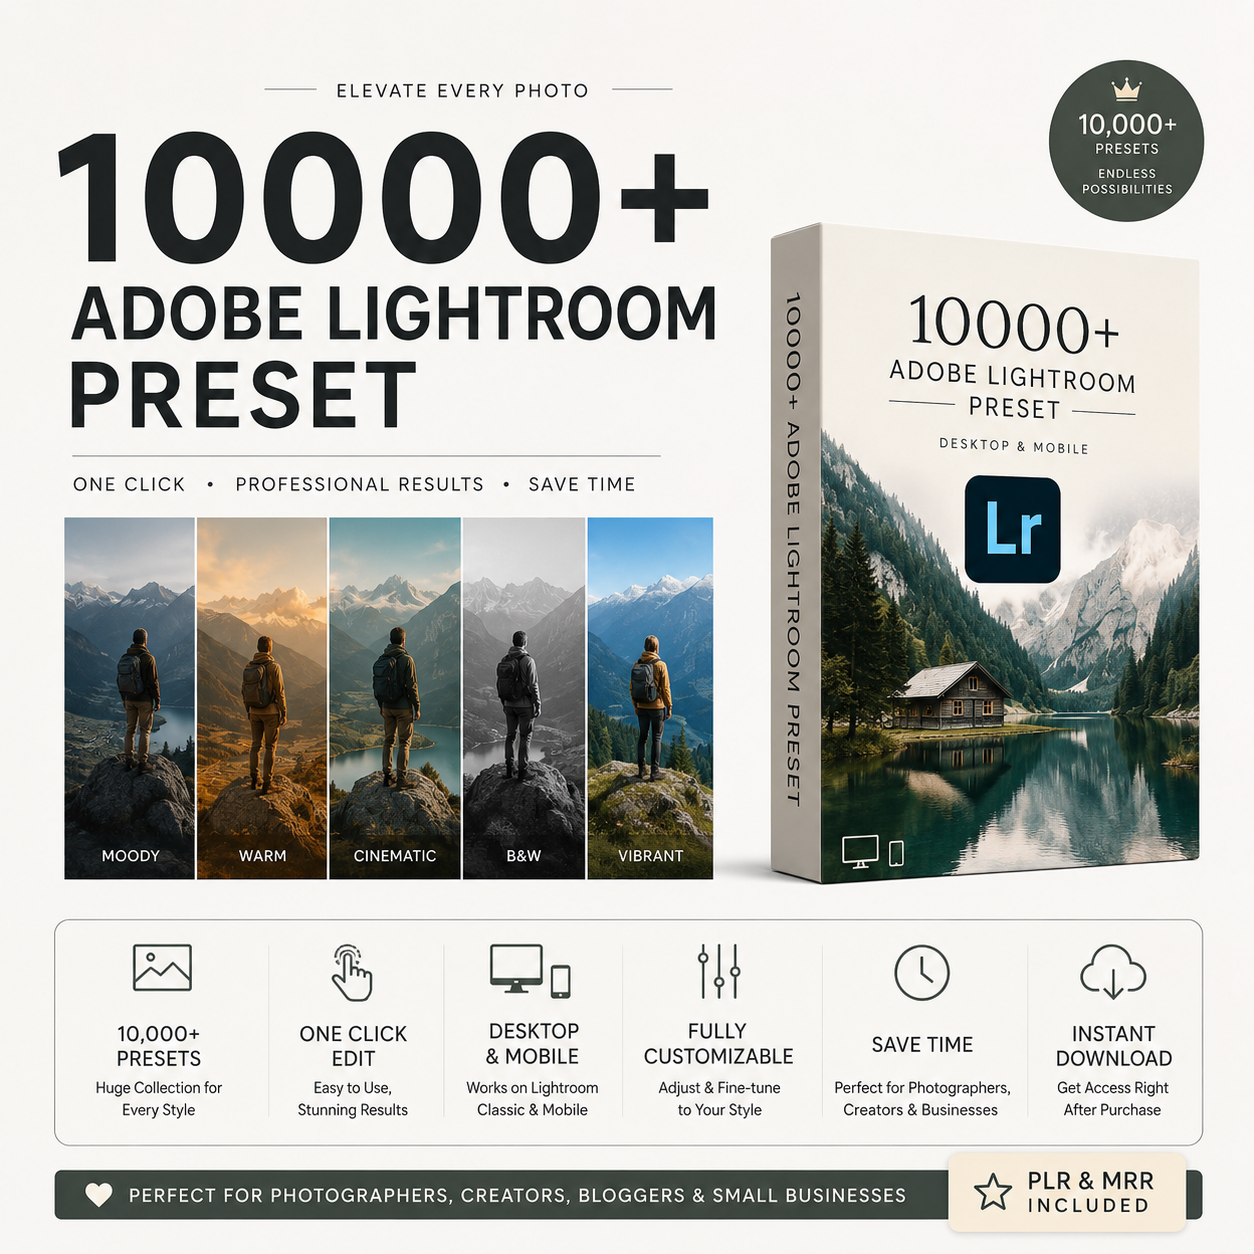 ELEVATE EVERY PHOTO
10000+
ADOBE LIGHTROOM
PRESET
ONE CLICK • PROFESSIONAL RESULTS • SAVE TIME
MOODY
WARM
CINEMATIC
B&W
VIBRANT
10,000+
PRESETS
ENDLESS
POSSIBILITIES
10000+ ADOBE LIGHTROOM PRESET
10000+
ADOBE LIGHTROOM
PRESET
DESKTOP & MOBILE
Lr
10,000+
PRESETS
Huge Collection for
Every Style
ONE CLICK
EDIT
Easy to Use,
Stunning Results
DESKTOP
& MOBILE
Works on Lightroom
Classic & Mobile
FULLY
CUSTOMIZABLE
Adjust & Fine-tune
to Your Style
SAVE TIME
Perfect for Photographers,
Creators & Businesses
INSTANT
DOWNLOAD
Get Access Right
After Purchase
PERFECT FOR PHOTOGRAPHERS, CREATORS, BLOGGERS & SMALL BUSINESSES
PLR & MRR
INCLUDED